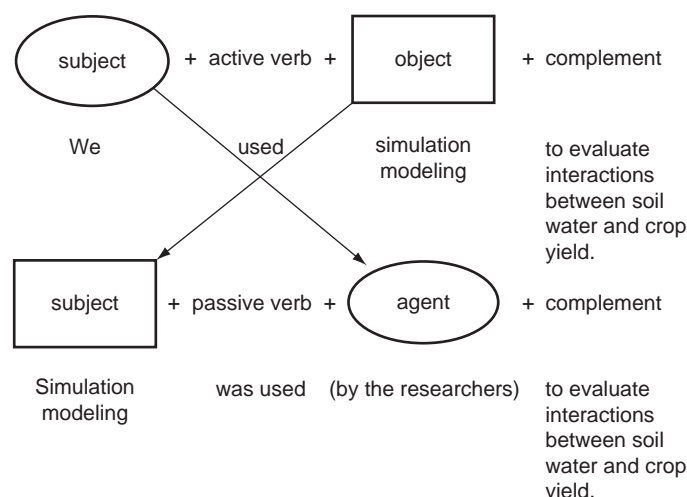 subject + active verb + object + complement
We used simulation modeling to evaluate
interactions
between soil
water and crop
yield.
subject + passive verb + agent + complement
Simulation modeling was used (by the researchers) to evaluate
interactions
between soil
water and crop
yield.